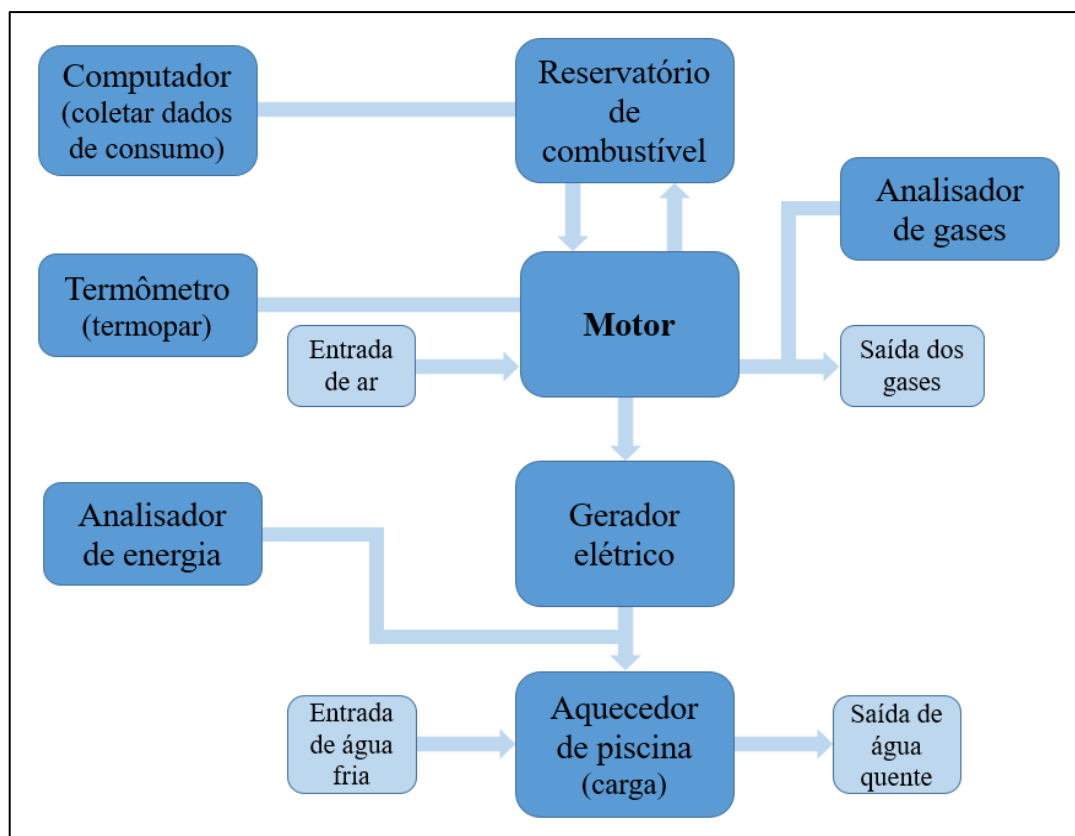 Computador
(coletar dados
de consumo)
Reservatório
de
combustível
Analisador
de gases
Termômetro
(termopar)
Motor
Entrada
de ar
Saída dos
gases
Analisador
de energia
Gerador
elétrico
Entrada
de água
fria
Aquecedor
de piscina
(carga)
Saída de
água
quente